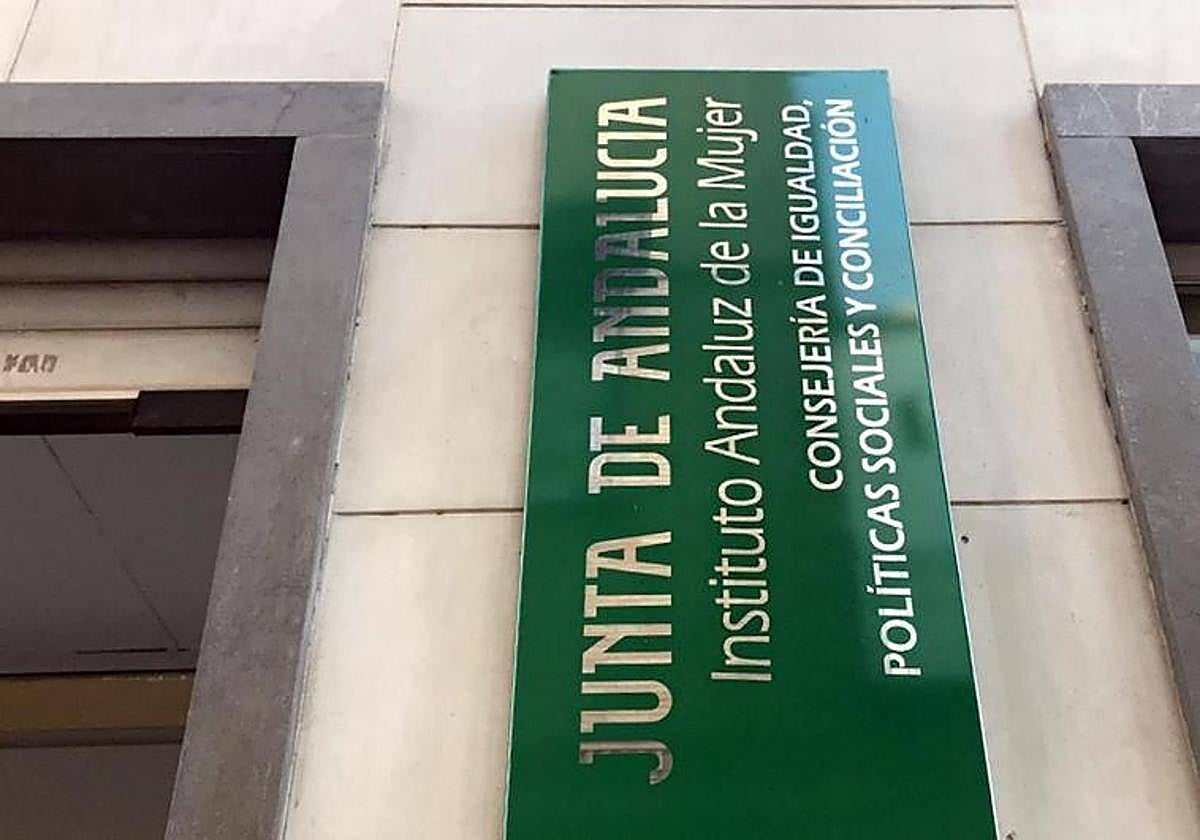 JUNTA DE ANDALUCIA
Instituto Andaluz de la Mujer
CONSEJERÍA DE IGUALDAD,
POLÍTICAS SOCIALES Y CONCILIACIÓN